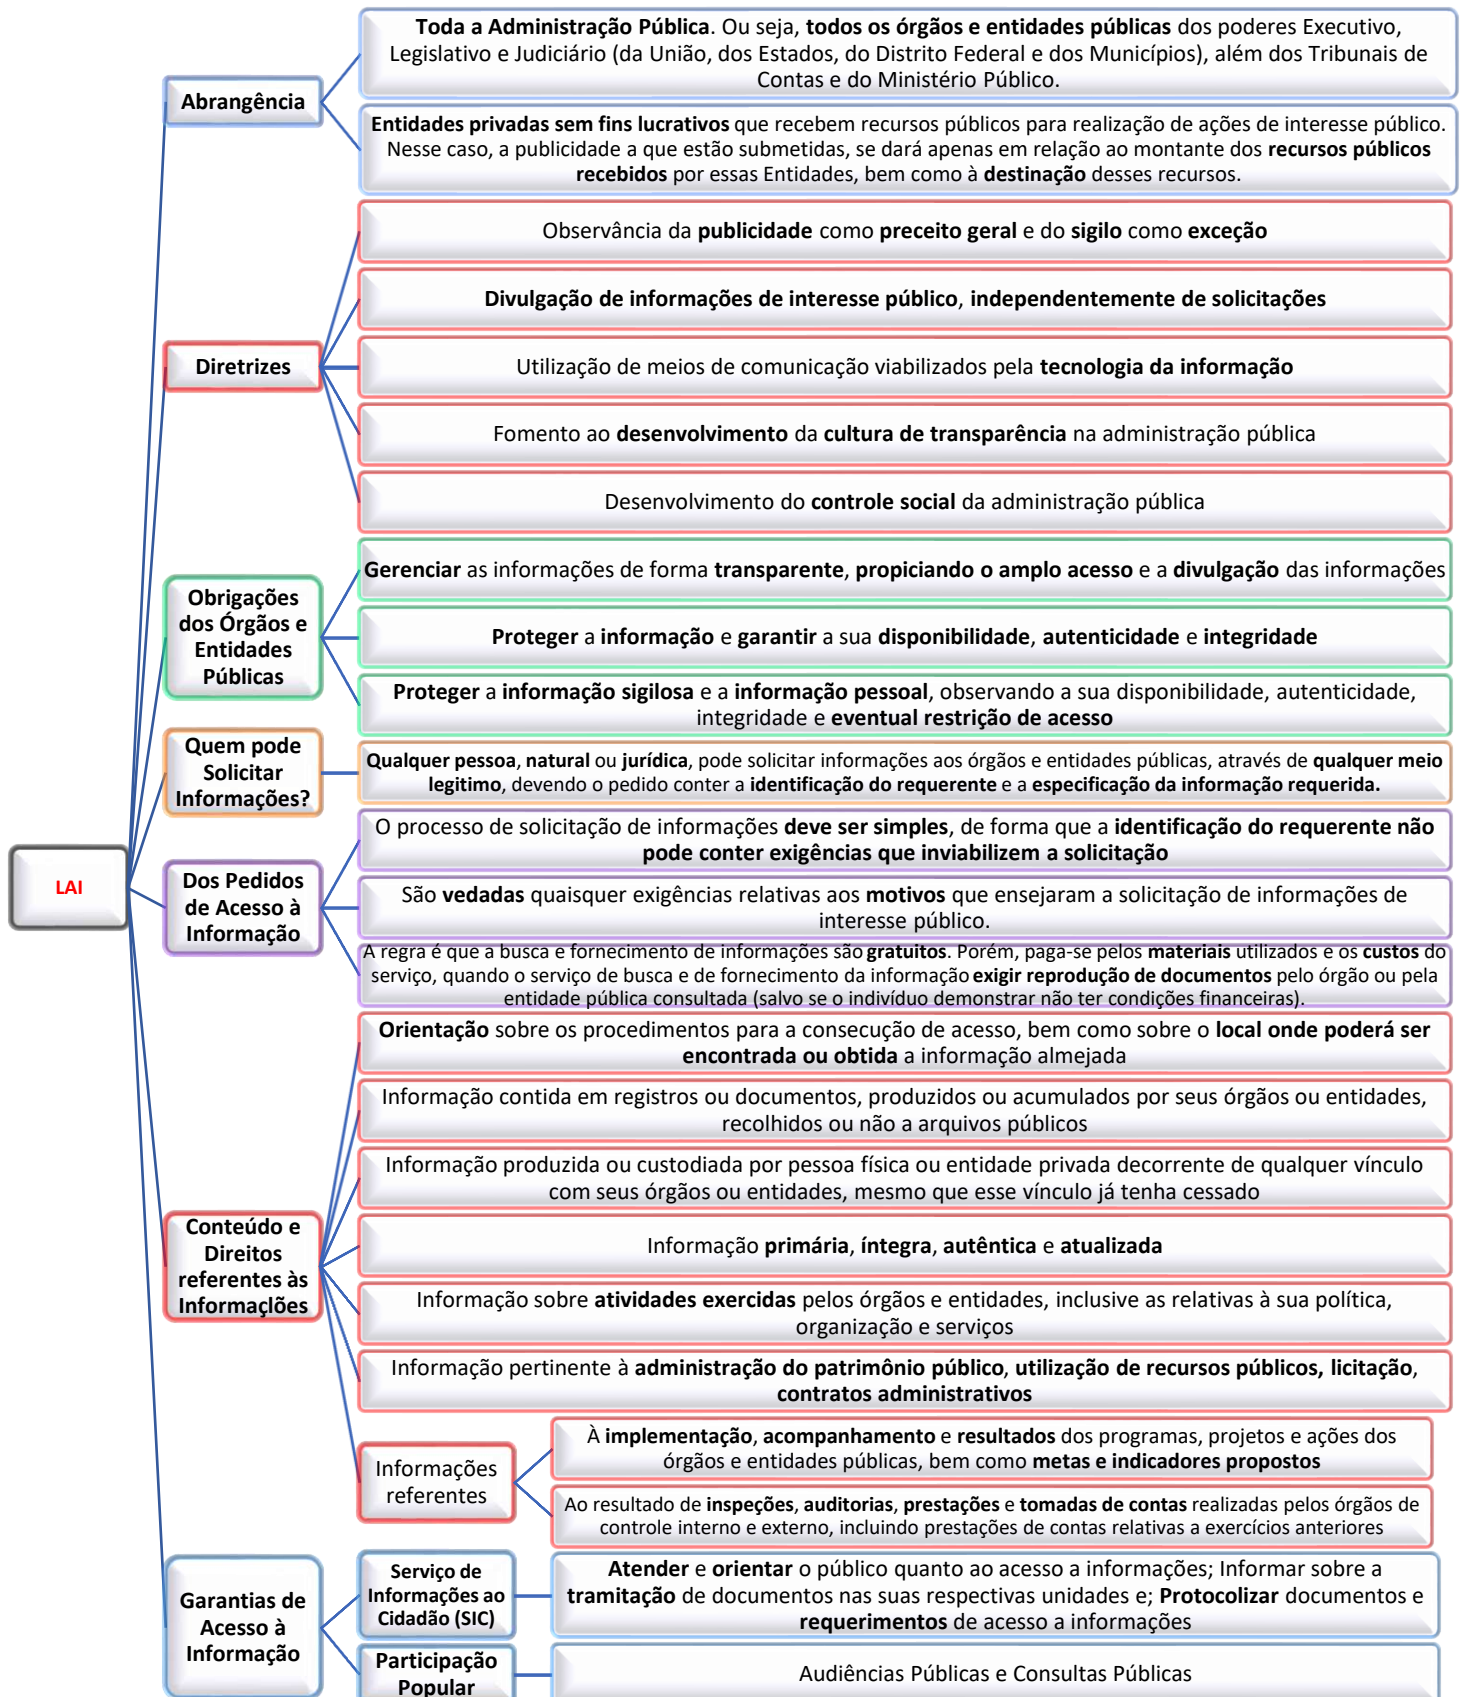 LAI
Abrangência
Toda a Administração Pública. Ou seja, todos os órgãos e entidades públicas dos poderes Executivo,
Legislativo e Judiciário (da União, dos Estados, do Distrito Federal e dos Municípios), além dos Tribunais de
Contas e do Ministério Público.
Entidades privadas sem fins lucrativos que recebem recursos públicos para realização de ações de interesse público.
Nesse caso, a publicidade a que estão submetidas, se dará apenas em relação ao montante dos recursos públicos
recebidos por essas Entidades, bem como à destinação desses recursos.
Diretrizes
Observância da publicidade como preceito geral e do sigilo como exceção
Divulgação de informações de interesse público, independentemente de solicitações
Utilização de meios de comunicação viabilizados pela tecnologia da informação
Fomento ao desenvolvimento da cultura de transparência na administração pública
Desenvolvimento do controle social da administração pública
Obrigações
dos Órgãos e
Entidades
Públicas
Gerenciar as informações de forma transparente, propiciando o amplo acesso e a divulgação das informações
Proteger a informação e garantir a sua disponibilidade, autenticidade e integridade
Proteger a informação sigilosa e a informação pessoal, observando a sua disponibilidade, autenticidade,
integridade e eventual restrição de acesso
Quem pode
Solicitar
Informações?
Qualquer pessoa, natural ou jurídica, pode solicitar informações aos órgãos e entidades públicas, através de qualquer meio
legitimo, devendo o pedido conter a identificação do requerente e a especificação da informação requerida.
Dos Pedidos
de Acesso à
Informação
O processo de solicitação de informações deve ser simples, de forma que a identificação do requerente não
pode conter exigências que inviabilizem a solicitação
São vedadas quaisquer exigências relativas aos motivos que ensejaram a solicitação de informações de
interesse público.
A regra é que a busca e fornecimento de informações são gratuitos. Porém, paga-se pelos materiais utilizados e os custos do
serviço, quando o serviço de busca e de fornecimento da informação exigir reprodução de documentos pelo órgão ou pela
entidade pública consultada (salvo se o indivíduo demonstrar não ter condições financeiras).
Conteúdo e
Direitos
referentes às
Informaçlões
Orientação sobre os procedimentos para a consecução de acesso, bem como sobre o local onde poderá ser
encontrada ou obtida a informação almejada
Informação contida em registros ou documentos, produzidos ou acumulados por seus órgãos ou entidades,
recolhidos ou não a arquivos públicos
Informação produzida ou custodiada por pessoa física ou entidade privada decorrente de qualquer vínculo
com seus órgãos ou entidades, mesmo que esse vínculo já tenha cessado
Informação primária, íntegra, autêntica e atualizada
Informação sobre atividades exercidas pelos órgãos e entidades, inclusive as relativas à sua política,
organização e serviços
Informação pertinente à administração do patrimônio público, utilização de recursos públicos, licitação,
contratos administrativos
Informações
referentes
À implementação, acompanhamento e resultados dos programas, projetos e ações dos
órgãos e entidades públicas, bem como metas e indicadores propostos
Ao resultado de inspeções, auditorias, prestações e tomadas de contas realizadas pelos órgãos de
controle interno e externo, incluindo prestações de contas relativas a exercícios anteriores
Garantias de
Acesso à
Informação
Serviço de
Informações ao
Cidadão (SIC)
Atender e orientar o público quanto ao acesso a informações; Informar sobre a
tramitação de documentos nas suas respectivas unidades e; Protocolizar documentos e
requerimentos de acesso a informações
Participação
Popular
Audiências Públicas e Consultas Públicas